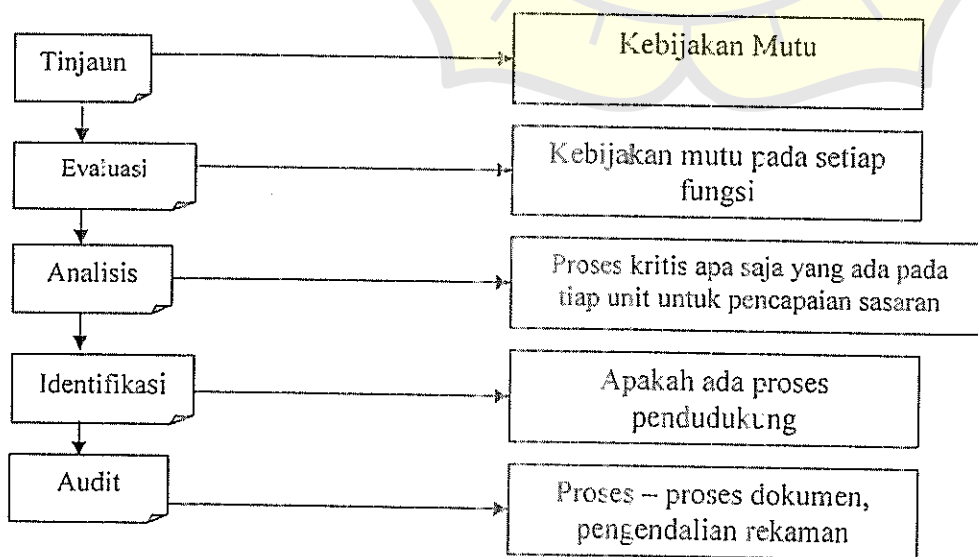 Tinjaun
Kebijakan Mutu
Evaluasi
Kebijakan mutu pada setiap
fungsi
Analisis
Proses kritis apa saja yang ada pada
tiap unit untuk pencapaian sasaran
Identifikasi
Apakah ada proses
pendudukung
Audit
Proses – proses dokumen,
pengendalian rekaman